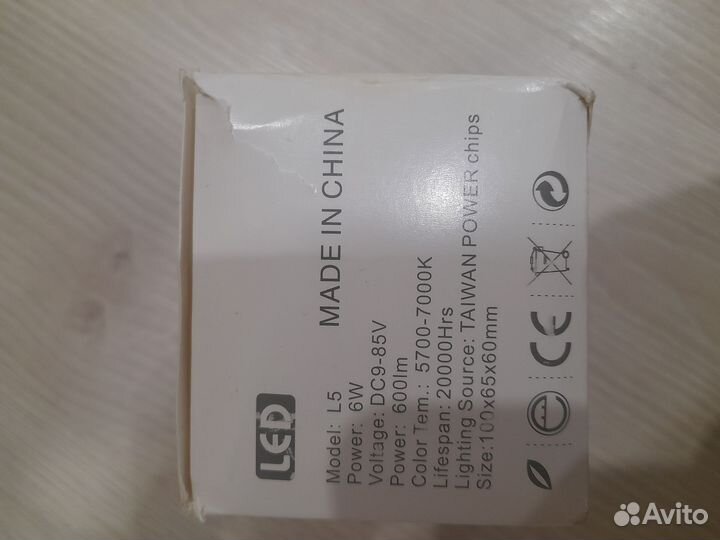 LED
Model: L5
Power: 6W
MADE IN CHINA
Voltage: DC9-85V
Power: 600lm
Color Tem.: 5700-7000K
Lifespan: 20000Hrs
Lighting Source: TAIWAN POWER chips
Size:100x65x60mm
CE
Avito